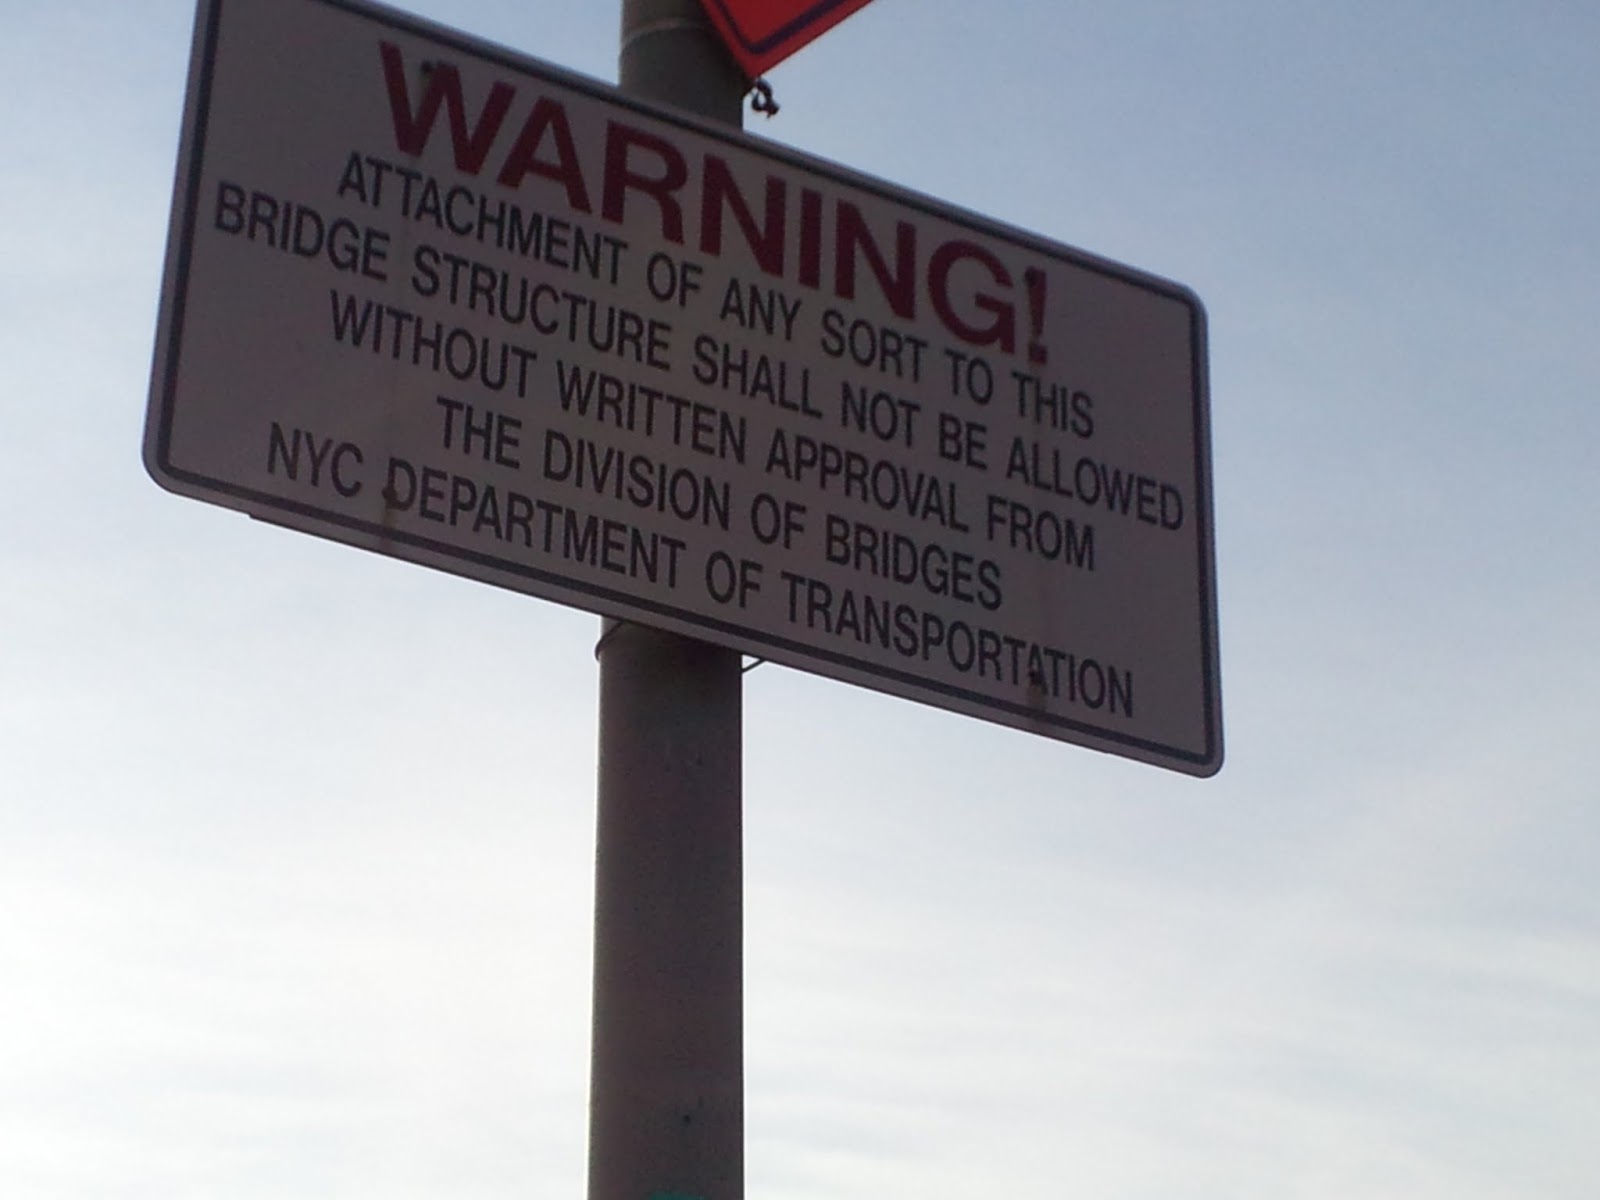 WARNING!
ATTACHMENT OF ANY SORT TO THIS
BRIDGE STRUCTURE SHALL NOT BE ALLOWED
WITHOUT WRITTEN APPROVAL FROM
THE DIVISION OF BRIDGES
NYC DEPARTMENT OF TRANSPORTATION